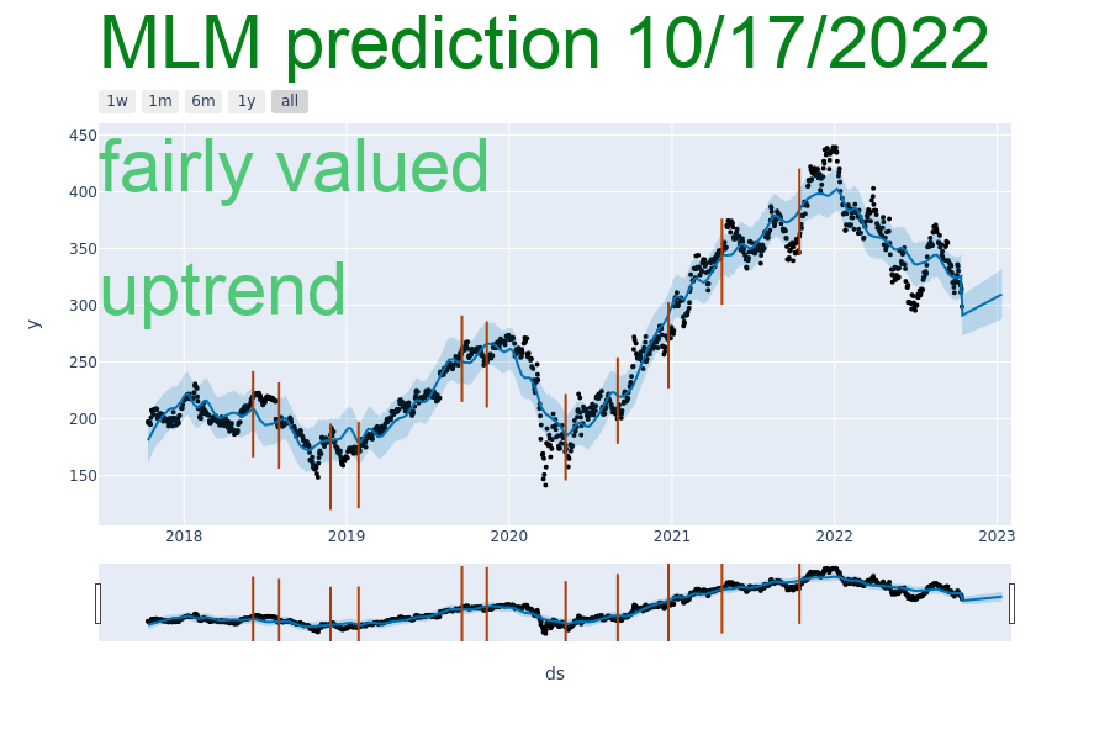 MLM prediction 10/17/2022
1w 1m 6m 1y all
450
fairly valued
400
350
uptrend
300
y
250
200
150
2018 2019 2020 2021 2022 2023
ds